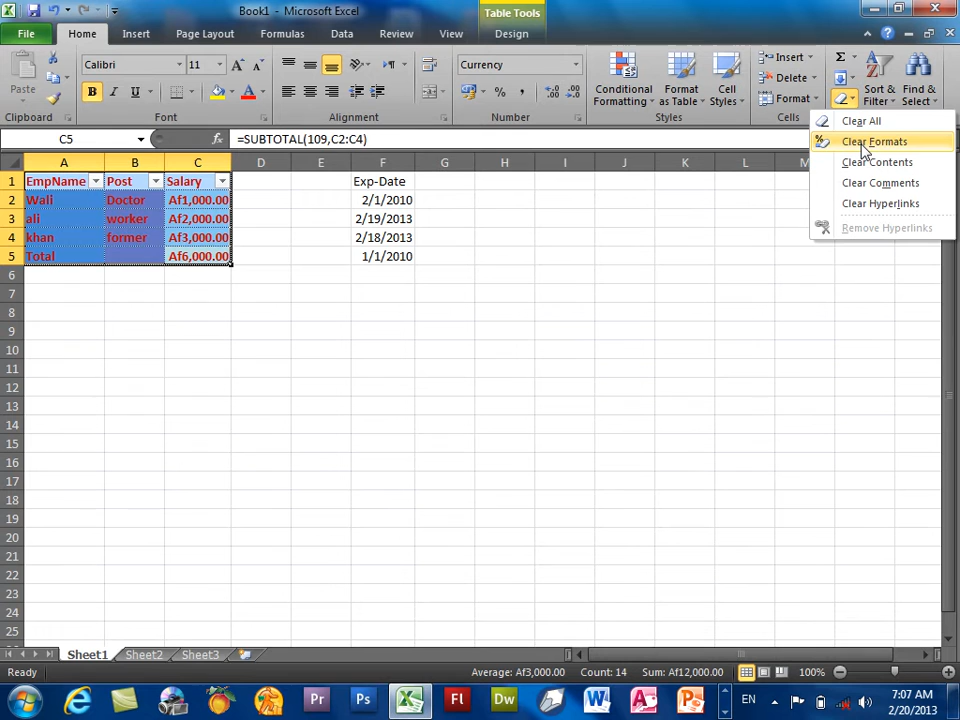 Book1 - Microsoft Excel
Table Tools
File Home Insert Page Layout Formulas Data Review View Design
Paste
Calibri 11
B I U
A A
Currency
% ,
Conditional Formatting
Format as Table
Cell Styles
Insert
Delete
Format
Σ
Sort & Filter
Find & Select
Clipboard Font Alignment Number Styles Cells
Clear All
Clear Formats
Clear Contents
Clear Comments
Clear Hyperlinks
Remove Hyperlinks
C5 fx =SUBTOTAL(109,C2:C4)
A B C D E F G H I J K L M
1 EmpName Post Salary Exp-Date
2 Wali Doctor Af1,000.00 2/1/2010
3 ali worker Af2,000.00 2/19/2013
4 khan former Af3,000.00 2/18/2013
5 Total Af6,000.00 1/1/2010
6
7
8
9
10
11
12
13
14
15
16
17
18
19
20
21
22
23
24
25
Sheet1 Sheet2 Sheet3
Ready Average: Af3,000.00 Count: 14 Sum: Af12,000.00 100%
Pr Ps Fl Dw EN
7:07 AM
2/20/2013